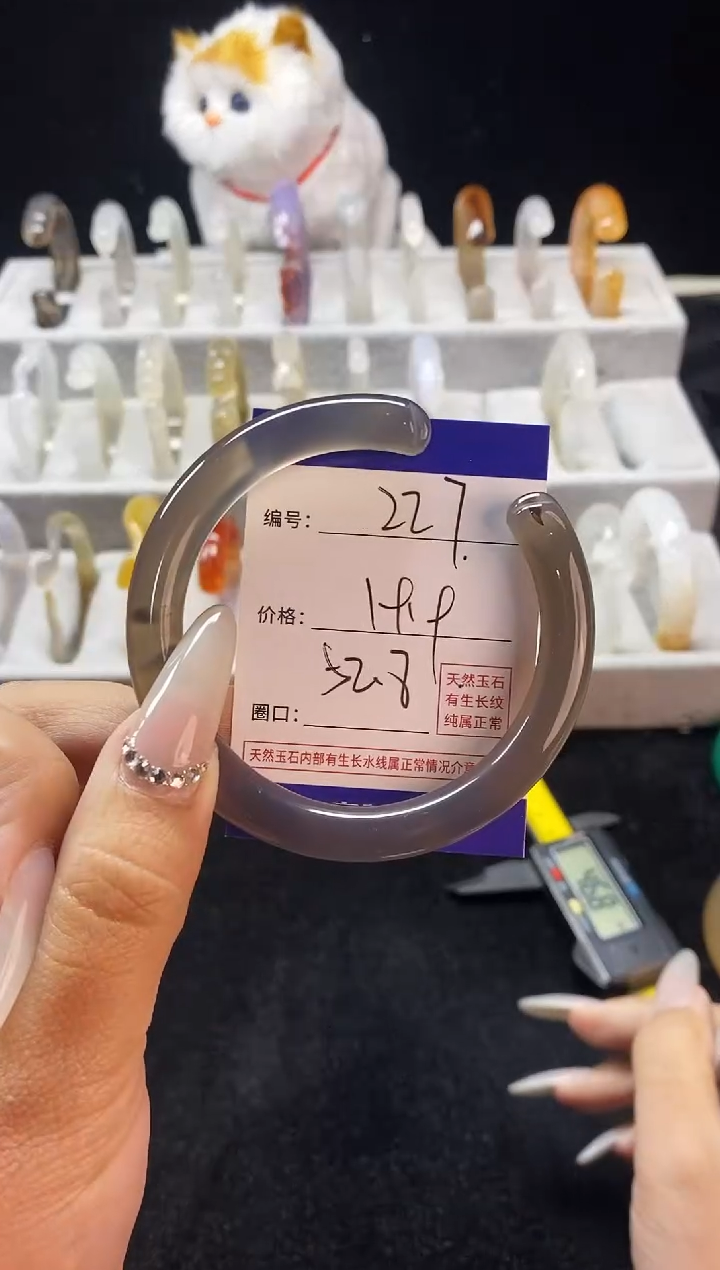 编号: 227.
价格:
圈口: 52.8
天然玉石
有生长纹
纯属正常
天然玉石内部有生长水线属正常情况介意